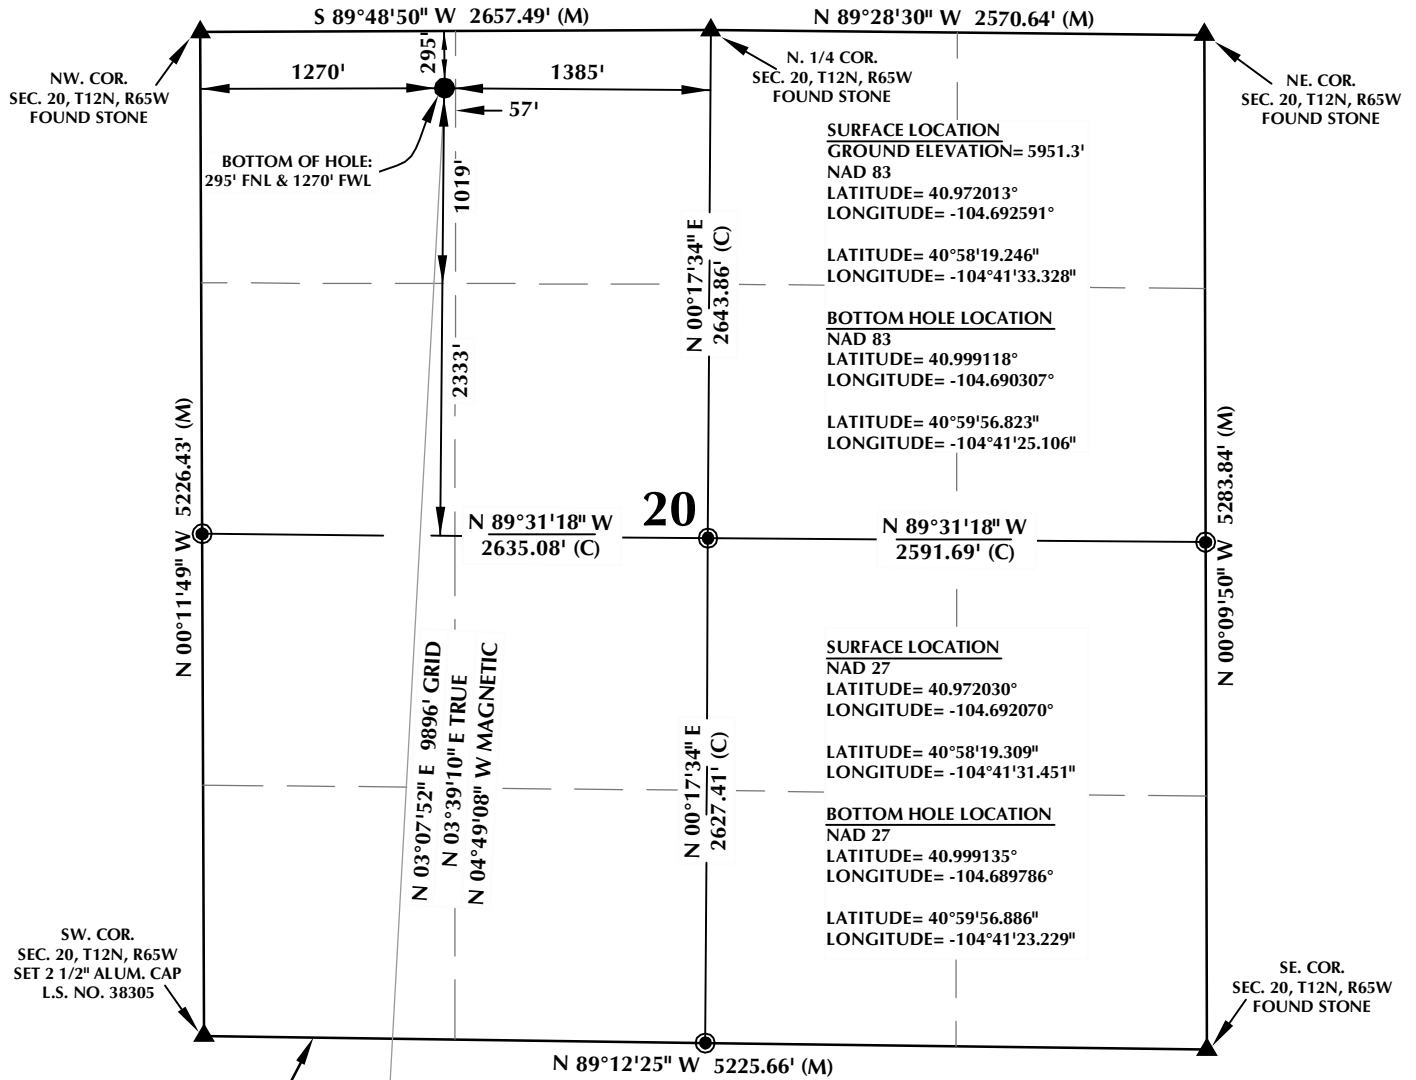 S 89°48'50" W 2657.49' (M)
N 89°28'30" W 2570.64' (M)
NW. COR.
SEC. 20, T12N, R65W
FOUND STONE
1270'
295'
1385'
57'
N. 1/4 COR.
SEC. 20, T12N, R65W
FOUND STONE
NE. COR.
SEC. 20, T12N, R65W
FOUND STONE
BOTTOM OF HOLE:
295' FNL & 1270' FWL
1019'
2333'
N 00°17'34" E
2643.86' (C)
SURFACE LOCATION
GROUND ELEVATION= 5951.3'
NAD 83
LATITUDE= 40.972013°
LONGITUDE= -104.692591°
LATITUDE= 40°58'19.246"
LONGITUDE= -104°41'33.328"
BOTTOM HOLE LOCATION
NAD 83
LATITUDE= 40.999118°
LONGITUDE= -104.690307°
LATITUDE= 40°59'56.823"
LONGITUDE= -104°41'25.106"
N 00°11'49" W 5226.43' (M)
N 00°09'50" W 5283.84' (M)
20
N 89°31'18" W
2635.08' (C)
N 89°31'18" W
2591.69' (C)
N 03°07'52" E 9896' GRID
N 03°39'10" E TRUE
N 04°49'08" W MAGNETIC
N 00°17'34" E
2627.41' (C)
SURFACE LOCATION
NAD 27
LATITUDE= 40.972030°
LONGITUDE= -104.692070°
LATITUDE= 40°58'19.309"
LONGITUDE= -104°41'31.451"
BOTTOM HOLE LOCATION
NAD 27
LATITUDE= 40.999135°
LONGITUDE= -104.689786°
LATITUDE= 40°59'56.886"
LONGITUDE= -104°41'23.229"
SW. COR.
SEC. 20, T12N, R65W
SET 2 1/2" ALUM. CAP
L.S. NO. 38305
SE. COR.
SEC. 20, T12N, R65W
FOUND STONE
N 89°12'25" W 5225.66' (M)